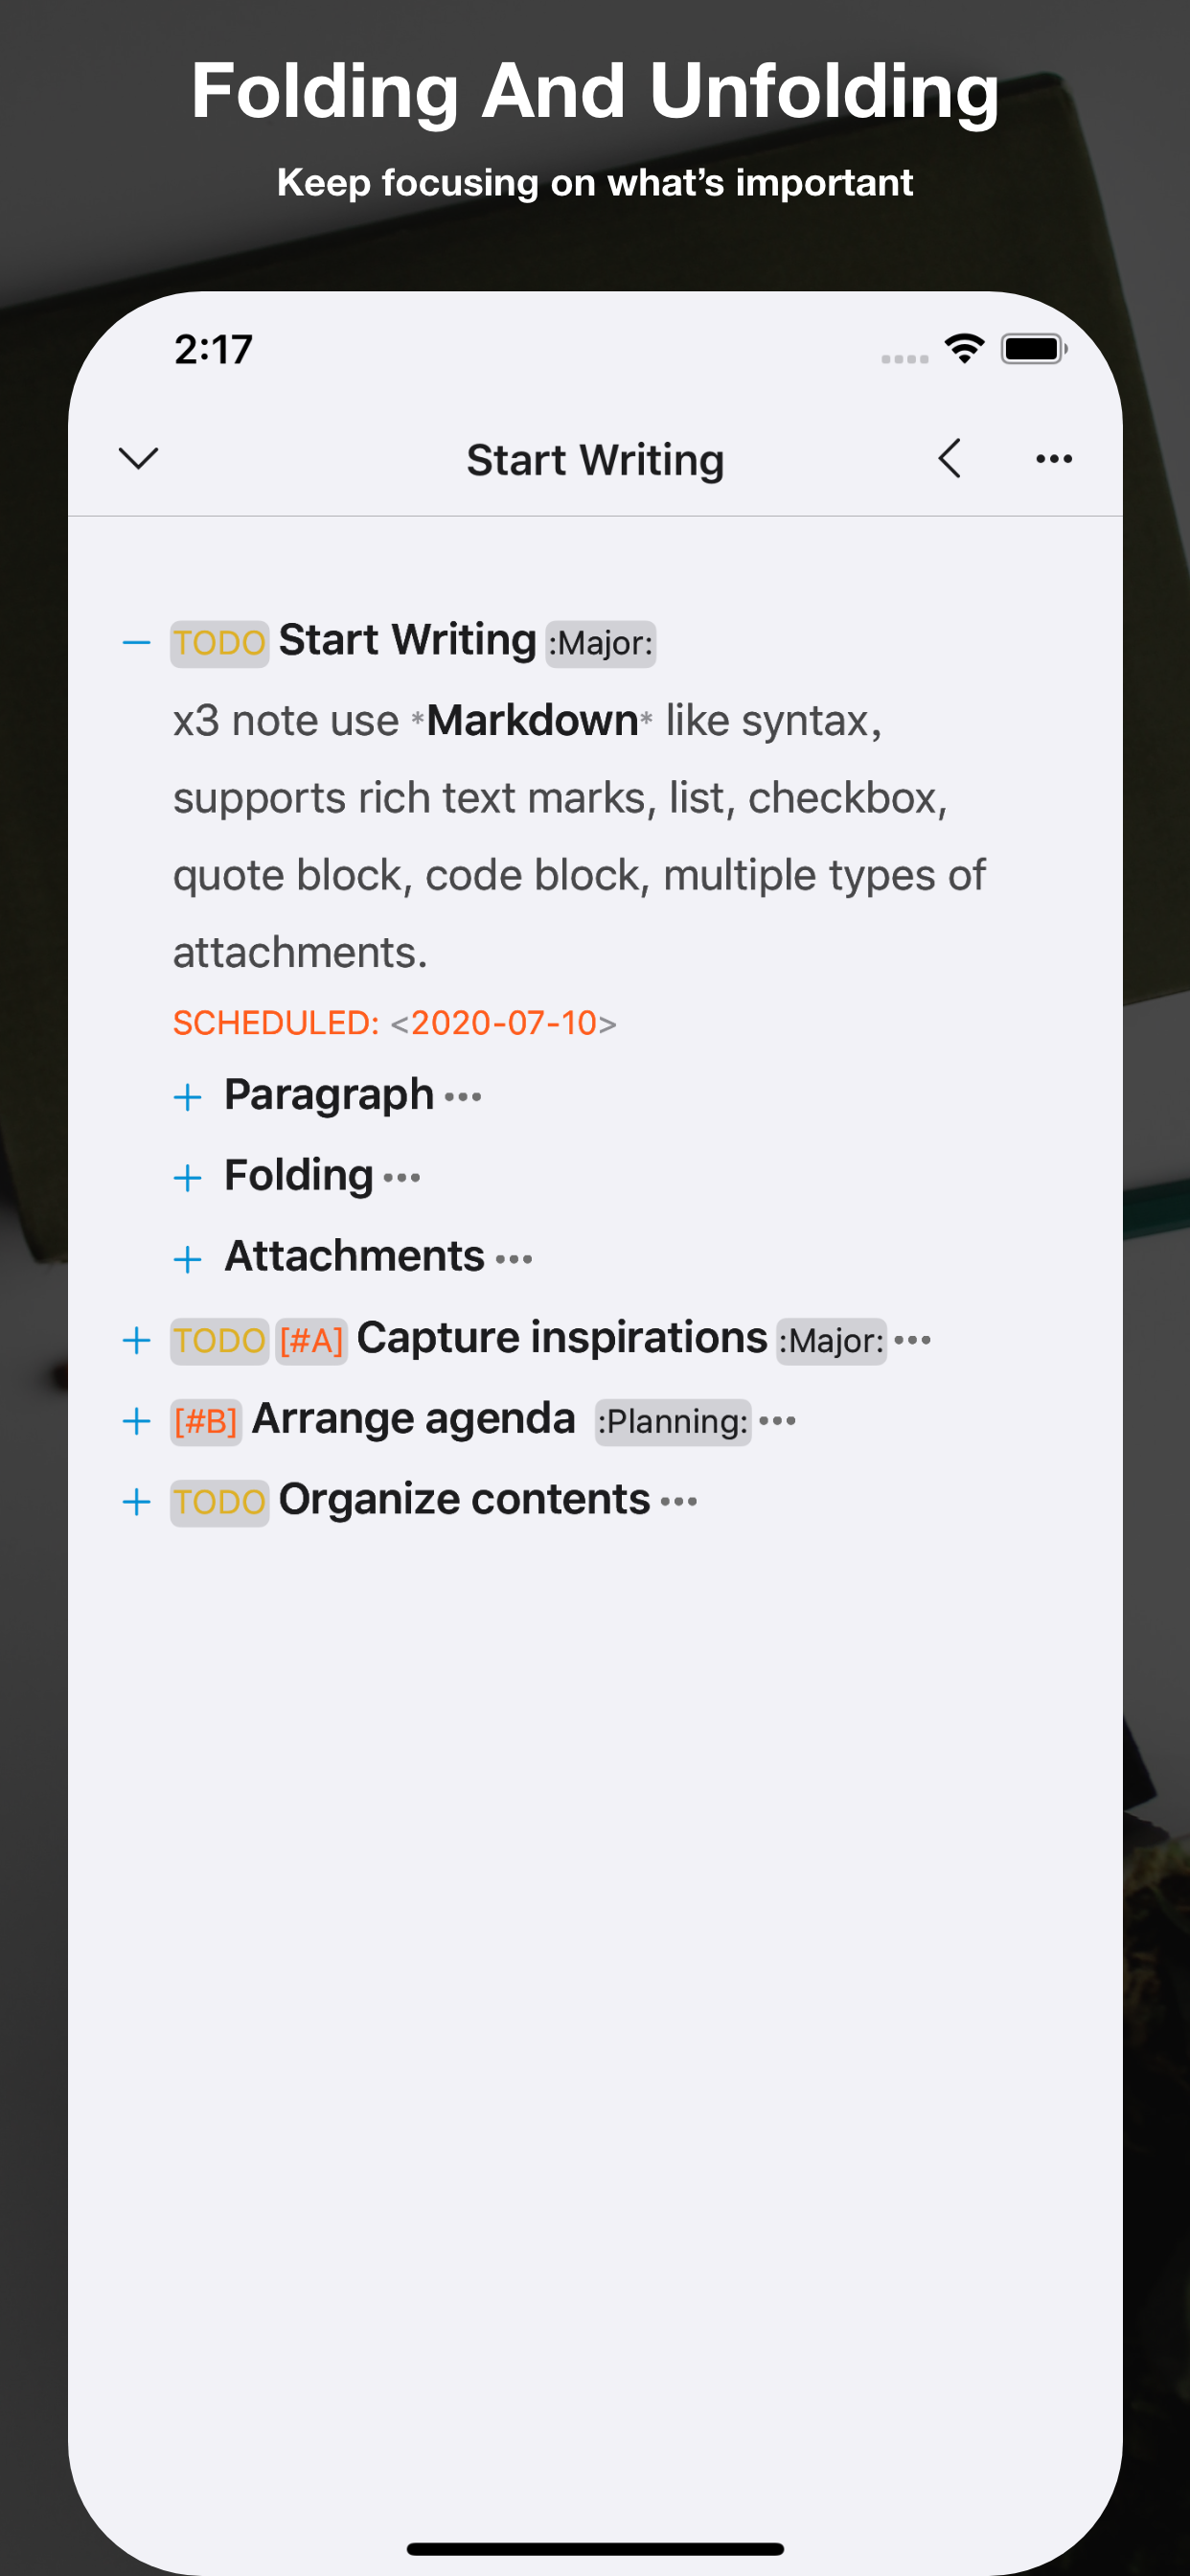 Folding And Unfolding
Keep focusing on what’s important
2:17
Start Writing
TODO Start Writing :Major:
x3 note use *Markdown* like syntax,
supports rich text marks, list, checkbox,
quote block, code block, multiple types of
attachments.
SCHEDULED: <2020-07-10>
+ Paragraph •••
+ Folding •••
+ Attachments •••
+ TODO [#A] Capture inspirations :Major: •••
+ [#B] Arrange agenda :Planning: •••
+ TODO Organize contents •••